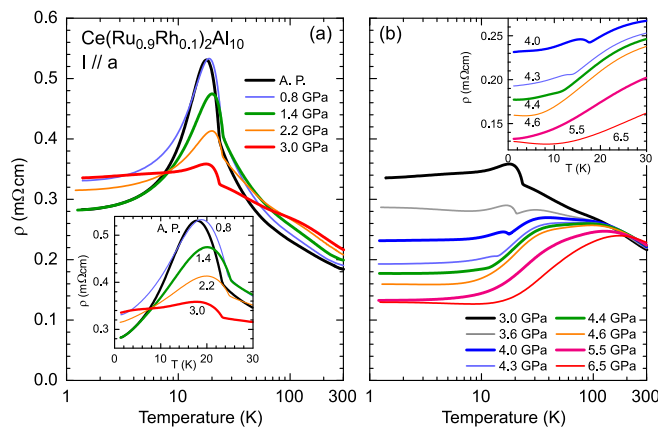 Ce(Ru0.9Rh0.1)2Al10
I // a
(a)
A. P.
0.8 GPa
1.4 GPa
2.2 GPa
3.0 GPa
ρ (mΩcm)
0.6
0.5
0.4
0.3
0.2
0.1
0.0
1
10
100
300
Temperature (K)
A. P.
0.8
1.4
2.2
3.0
ρ (mΩcm)
0.5
0.4
0.3
0
10
20
30
T (K)
(b)
4.0
4.3
4.4
4.6
5.5
6.5
ρ (mΩcm)
0.25
0.20
0.15
0
10
20
30
T (K)
3.0 GPa
3.6 GPa
4.0 GPa
4.3 GPa
4.4 GPa
4.6 GPa
5.5 GPa
6.5 GPa
1
10
100
300
Temperature (K)